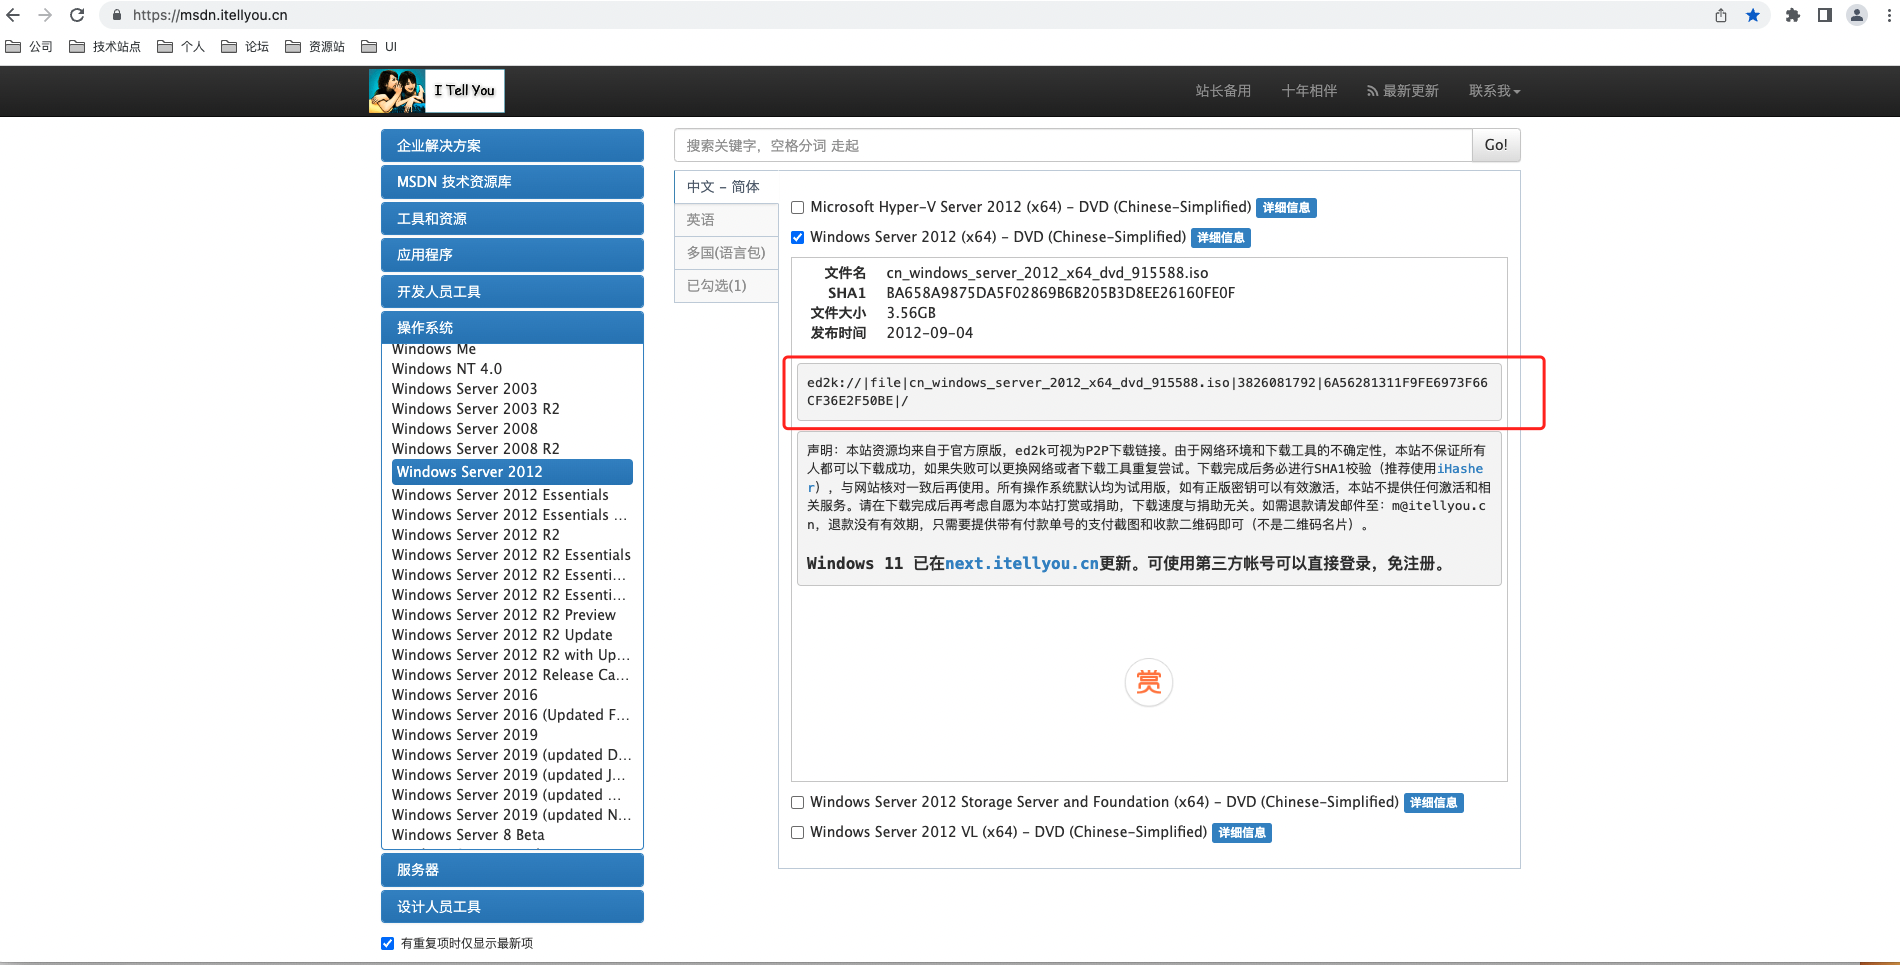 https://msdn.itellyou.cn
公司 技术站点 个人 论坛 资源站 UI
I Tell You
站长备用 十年相伴 最新更新 联系我
企业解决方案
MSDN 技术资源库
工具和资源
应用程序
开发人员工具
操作系统
Windows Me
Windows NT 4.0
Windows Server 2003
Windows Server 2003 R2
Windows Server 2008
Windows Server 2008 R2
Windows Server 2012
Windows Server 2012 Essentials
Windows Server 2012 Essentials ...
Windows Server 2012 R2
Windows Server 2012 R2 Essentials
Windows Server 2012 R2 Essenti...
Windows Server 2012 R2 Essenti...
Windows Server 2012 R2 Preview
Windows Server 2012 R2 Update
Windows Server 2012 R2 with Up...
Windows Server 2012 Release Ca...
Windows Server 2016
Windows Server 2016 (Updated F...
Windows Server 2019
Windows Server 2019 (updated D...
Windows Server 2019 (updated J...
Windows Server 2019 (updated ...
Windows Server 2019 (updated N...
Windows Server 8 Beta
服务器
设计人员工具
有重复项时仅显示最新项
搜索关键字，空格分词 走起
Go!
中文 - 简体
英语
多国(语言包)
已勾选(1)
Microsoft Hyper-V Server 2012 (x64) - DVD (Chinese-Simplified) 详细信息
Windows Server 2012 (x64) - DVD (Chinese-Simplified) 详细信息
文件名 cn_windows_server_2012_x64_dvd_915588.iso
SHA1 BA658A9875DA5F02869B6B205B3D8EE26160FE0F
文件大小 3.56GB
发布时间 2012-09-04
ed2k://|file|cn_windows_server_2012_x64_dvd_915588.iso|3826081792|6A56281311F9FE6973F66
CF36E2F50BE|/
声明：本站资源均来自于官方原版，ed2k可视为P2P下载链接。由于网络环境和下载工具的不确定性，本站不保证所有
人都可以下载成功，如果失败可以更换网络或者下载工具重复尝试。下载完成后务必进行SHA1校验（推荐使用iHashe
r），与网站核对一致后再使用。所有操作系统默认均为试用版，如有正版密钥可以有效激活，本站不提供任何激活和相
关服务。请在下载完成后再考虑自愿为本站打赏或捐助，下载速度与捐助无关。如需退款请发邮件至：m@itellyou.c
n，退款没有有效期，只需要提供带有付款单号的支付截图和收款二维码即可（不是二维码名片）。
Windows 11 已在next.itellyou.cn更新。可使用第三方帐号可以直接登录，免注册。
赏
Windows Server 2012 Storage Server and Foundation (x64) - DVD (Chinese-Simplified) 详细信息
Windows Server 2012 VL (x64) - DVD (Chinese-Simplified) 详细信息